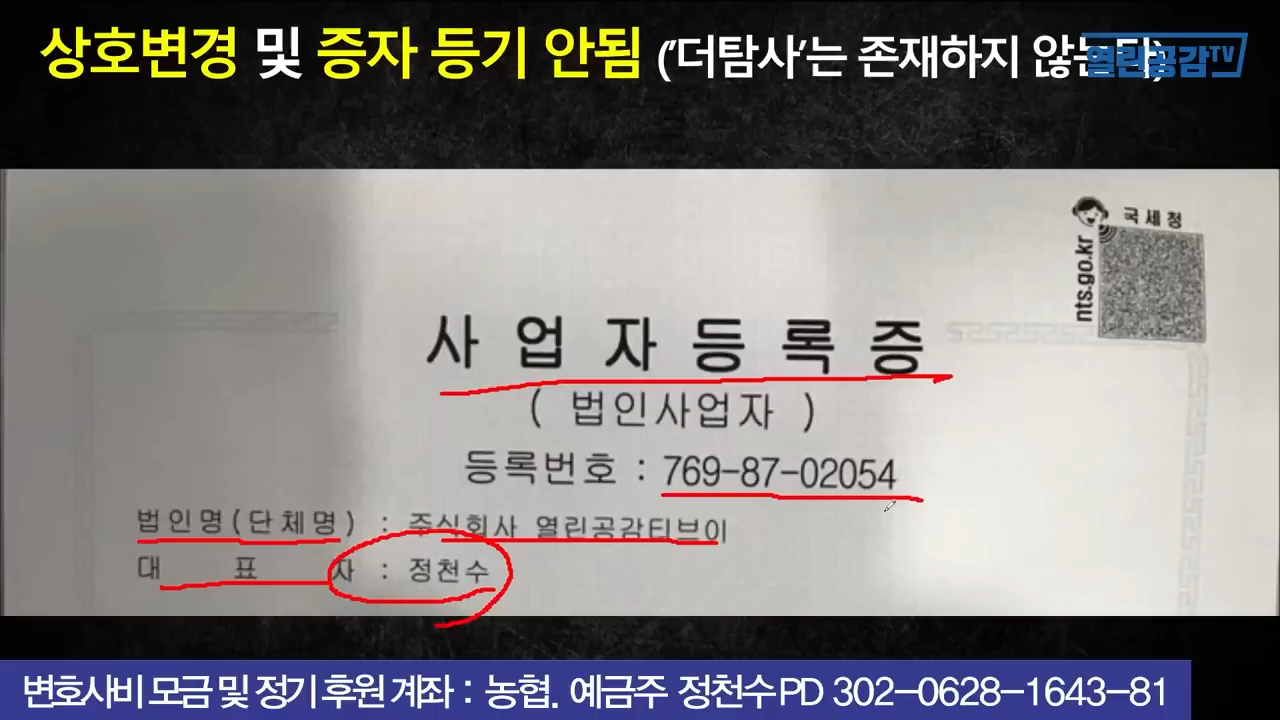 상호변경 및 증자 등기 안됨 ('더탐사'는 존재하지 않는다)
열린공감TV
국세청
nts.go.kr
사업자등록증
( 법인사업자 )
등록번호 : 769-87-02054
법인명(단체명) : 주식회사 열린공감티브이
대 표 자 : 정천수
변호사비 모금 및 정기 후원 계좌 : 농협. 예금주 정천수PD 302-0628-1643-81